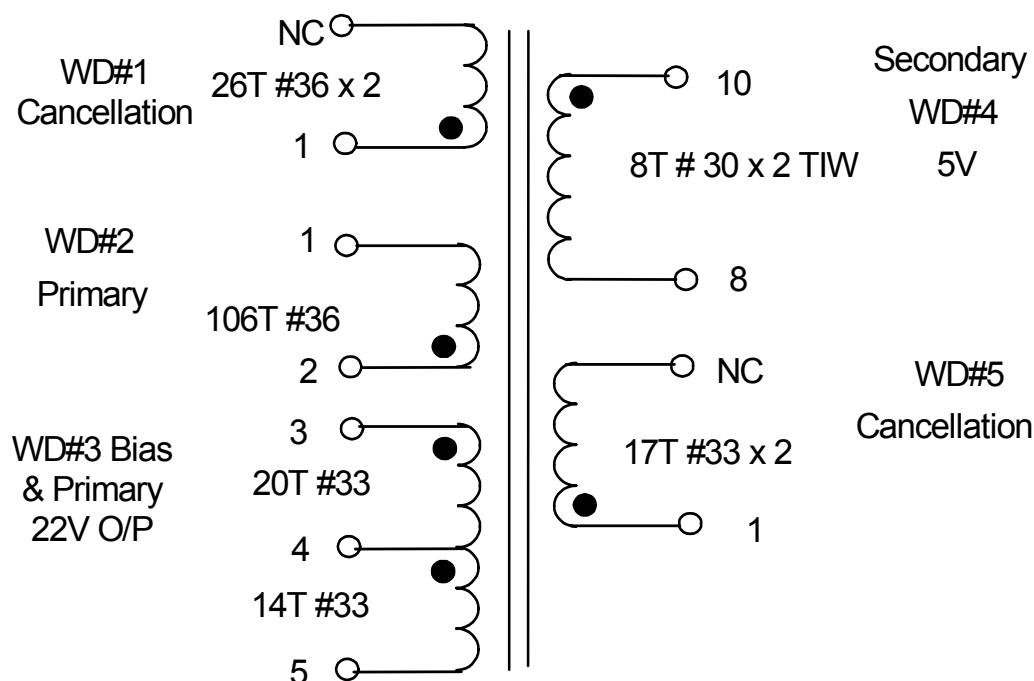 NC
WD#1
Cancellation
26T #36 x 2
1
WD#2
Primary
1
106T #36
2
WD#3 Bias
& Primary
22V O/P
3
20T #33
4
14T #33
5
10
Secondary
WD#4
5V
8T # 30 x 2 TIW
8
NC
WD#5
Cancellation
17T #33 x 2
1